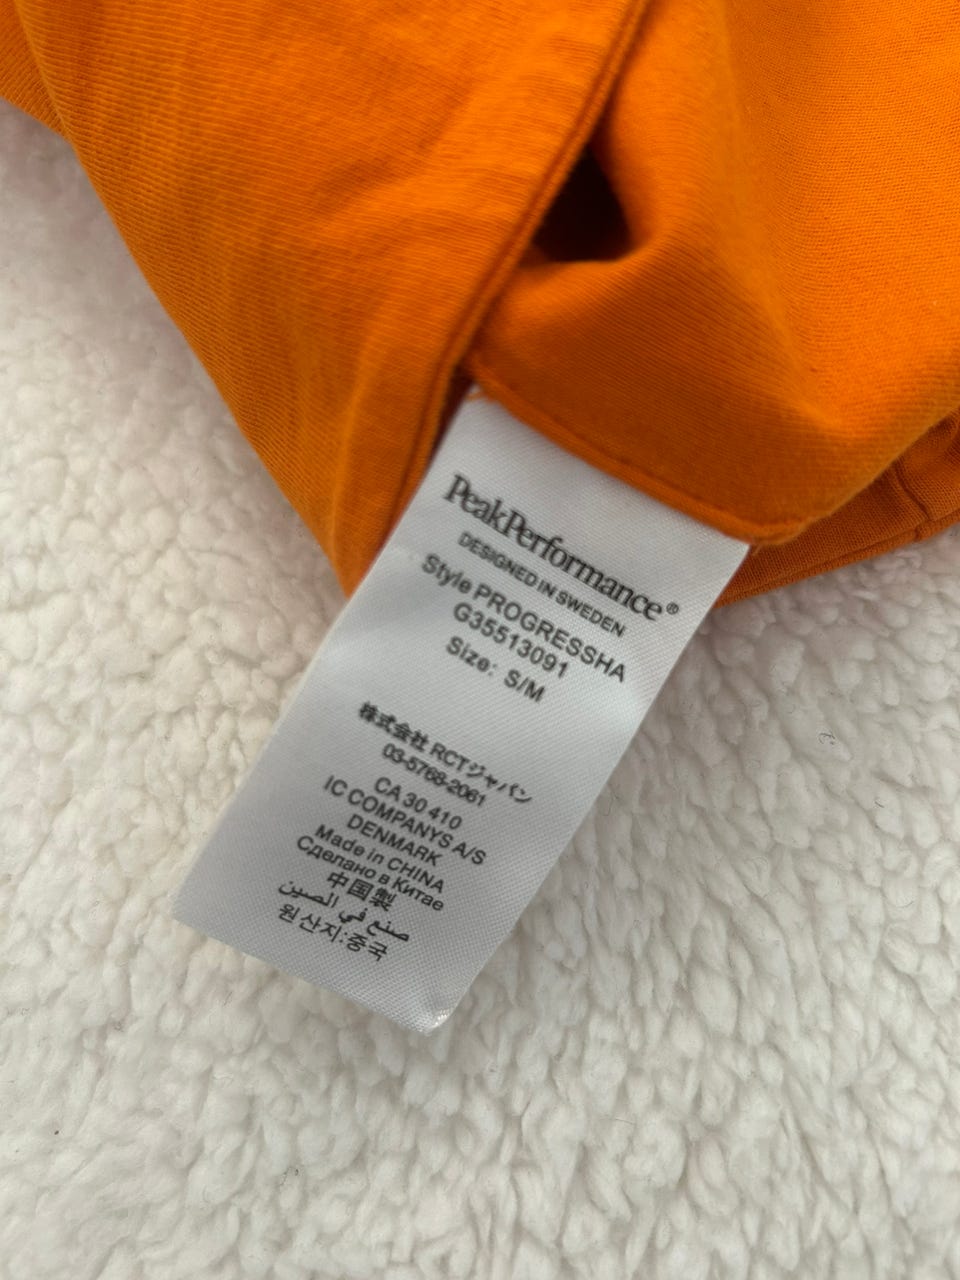 PeakPerformance®
DESIGNED IN SWEDEN
Style PROGRESSHA
G35513091
Size: S/M
株式会社 RCTジャパン
03-5768-2061
CA 30 410
IC COMPANYS A/S
DENMARK
Made in CHINA
Сделано в Китае
中国製
صنع في الصين
원산지:중국